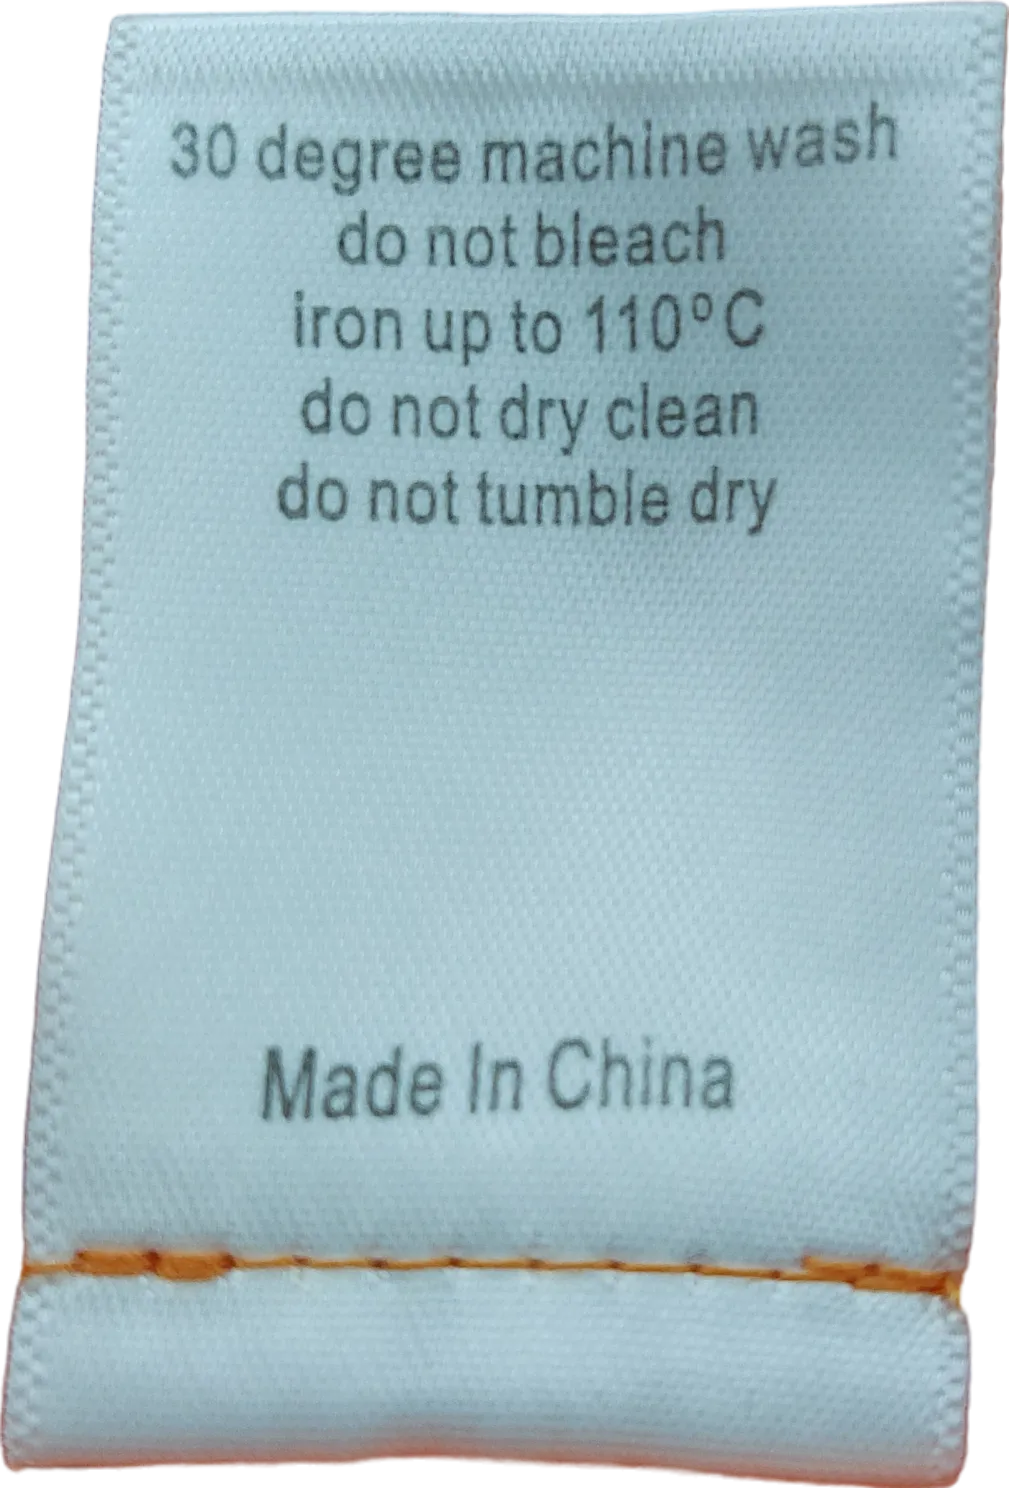 30 degree machine wash
do not bleach
iron up to 110ºC
do not dry clean
do not tumble dry
Made In China